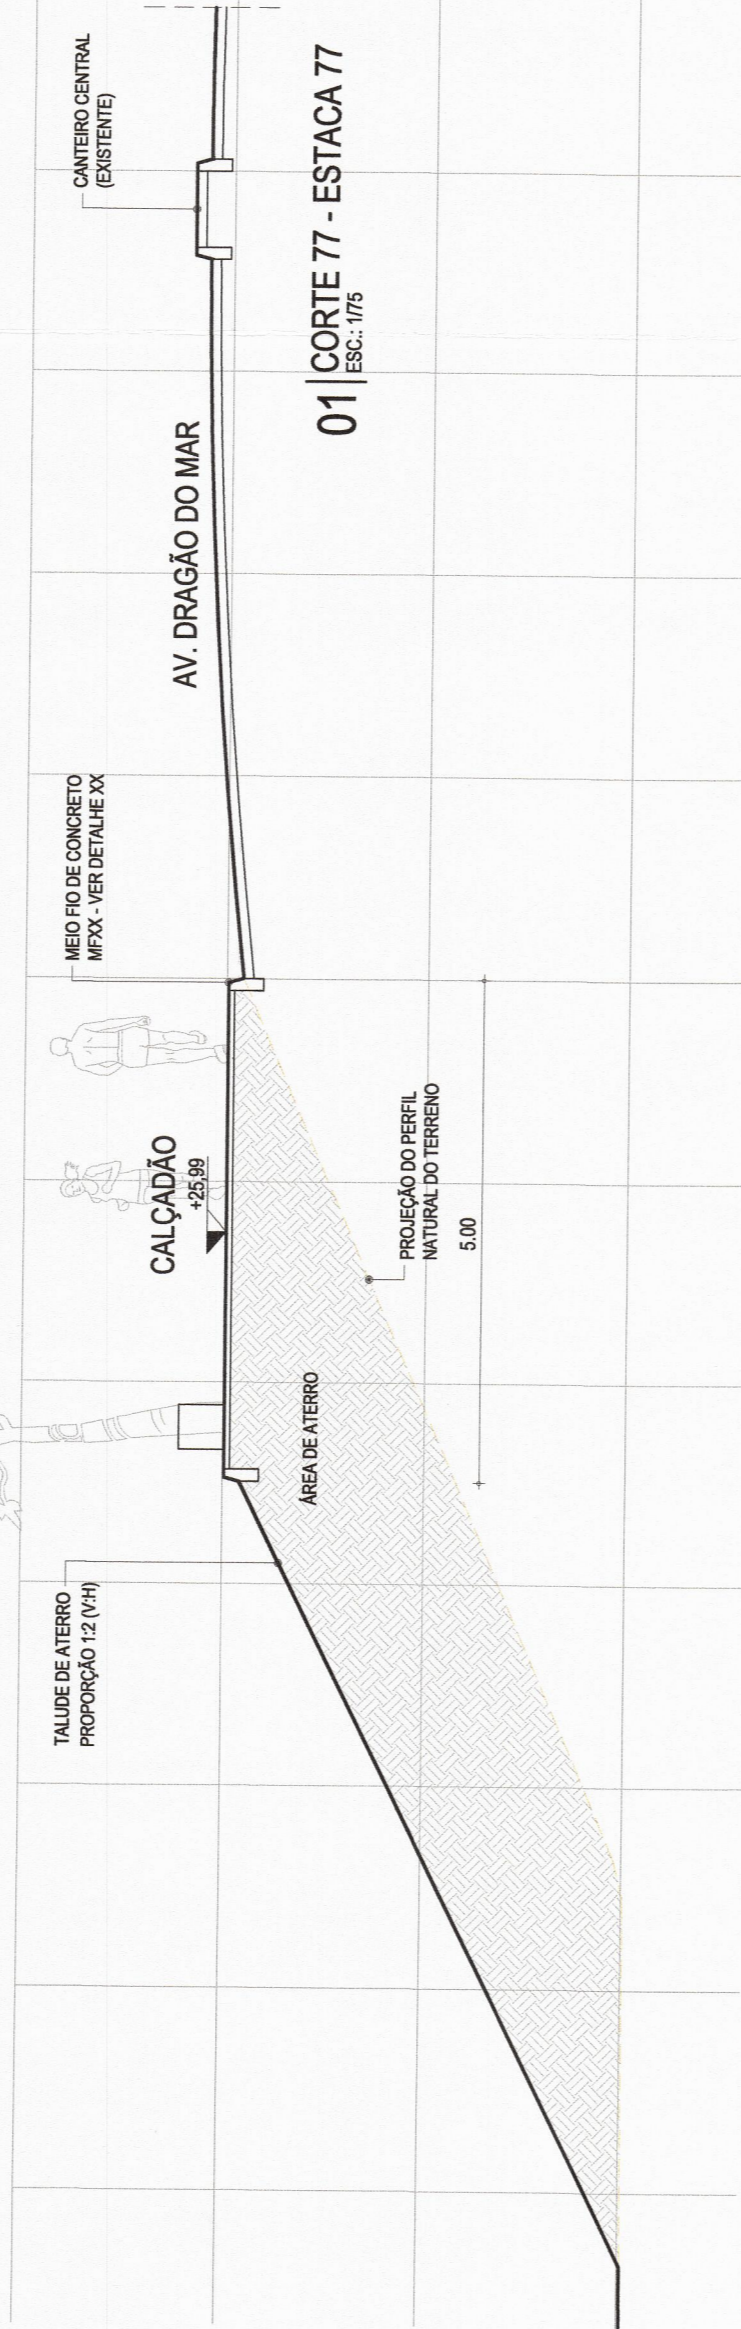 TALUDE DE ATERRO
PROPORÇÃO 1:2 (V:H)
ÁREA DE ATERRO
CALÇADÃO
+25,99
PROJEÇÃO DO PERFIL
NATURAL DO TERRENO
5.00
MEIO FIO DE CONCRETO
MFXX - VER DETALHE XX
AV. DRAGÃO DO MAR
CANTEIRO CENTRAL
(EXISTENTE)
01 CORTE 77 - ESTACA 77
ESC.: 1/75